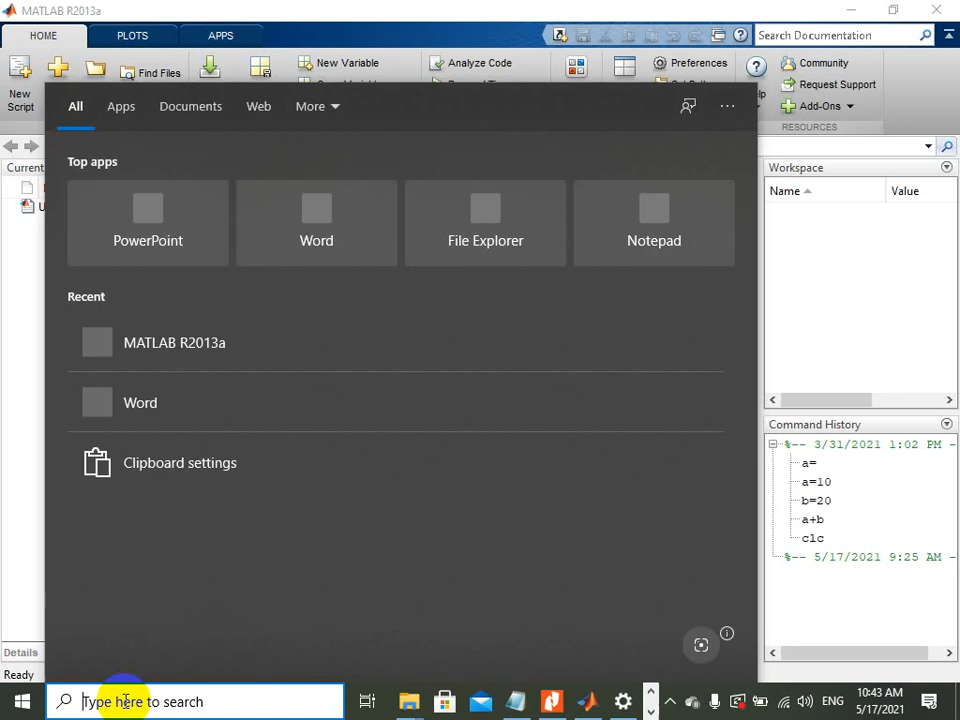 MATLAB R2013a
HOME PLOTS APPS Search Documentation
New Script
Find Files
New Variable
Analyze Code
Preferences
Community
Request Support
Add-Ons
RESOURCES
Current
All Apps Documents Web More
Top apps
PowerPoint Word File Explorer Notepad
Recent
MATLAB R2013a
Word
Clipboard settings
Workspace
Name Value
Command History
%-- 3/31/2021 1:02 PM -
a=
a=10
b=20
a+b
clc
%-- 5/17/2021 9:25 AM -
Details
Ready
Type here to search
ENG
10:43 AM
5/17/2021